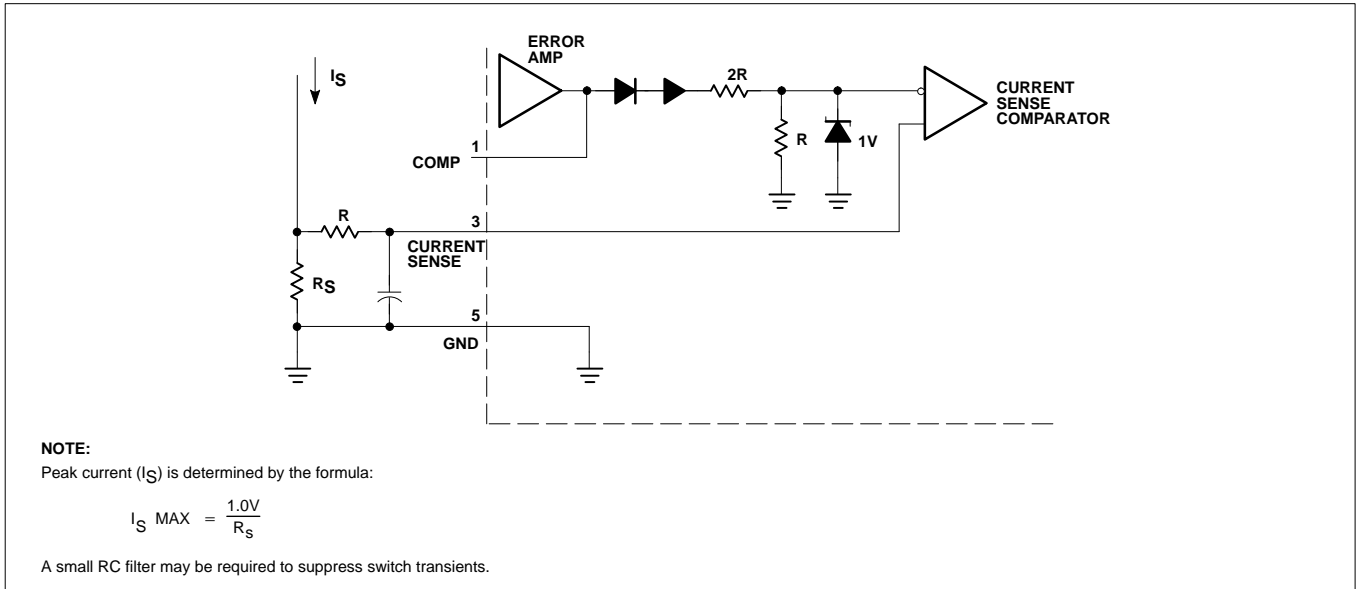 ERROR
AMP
IS
2R
CURRENT
SENSE
COMPARATOR
R
1V
1
COMP
R
3
CURRENT
SENSE
RS
5
GND
NOTE:
Peak current (IS) is determined by the formula:
IS MAX = 1.0V
RS
A small RC filter may be required to suppress switch transients.